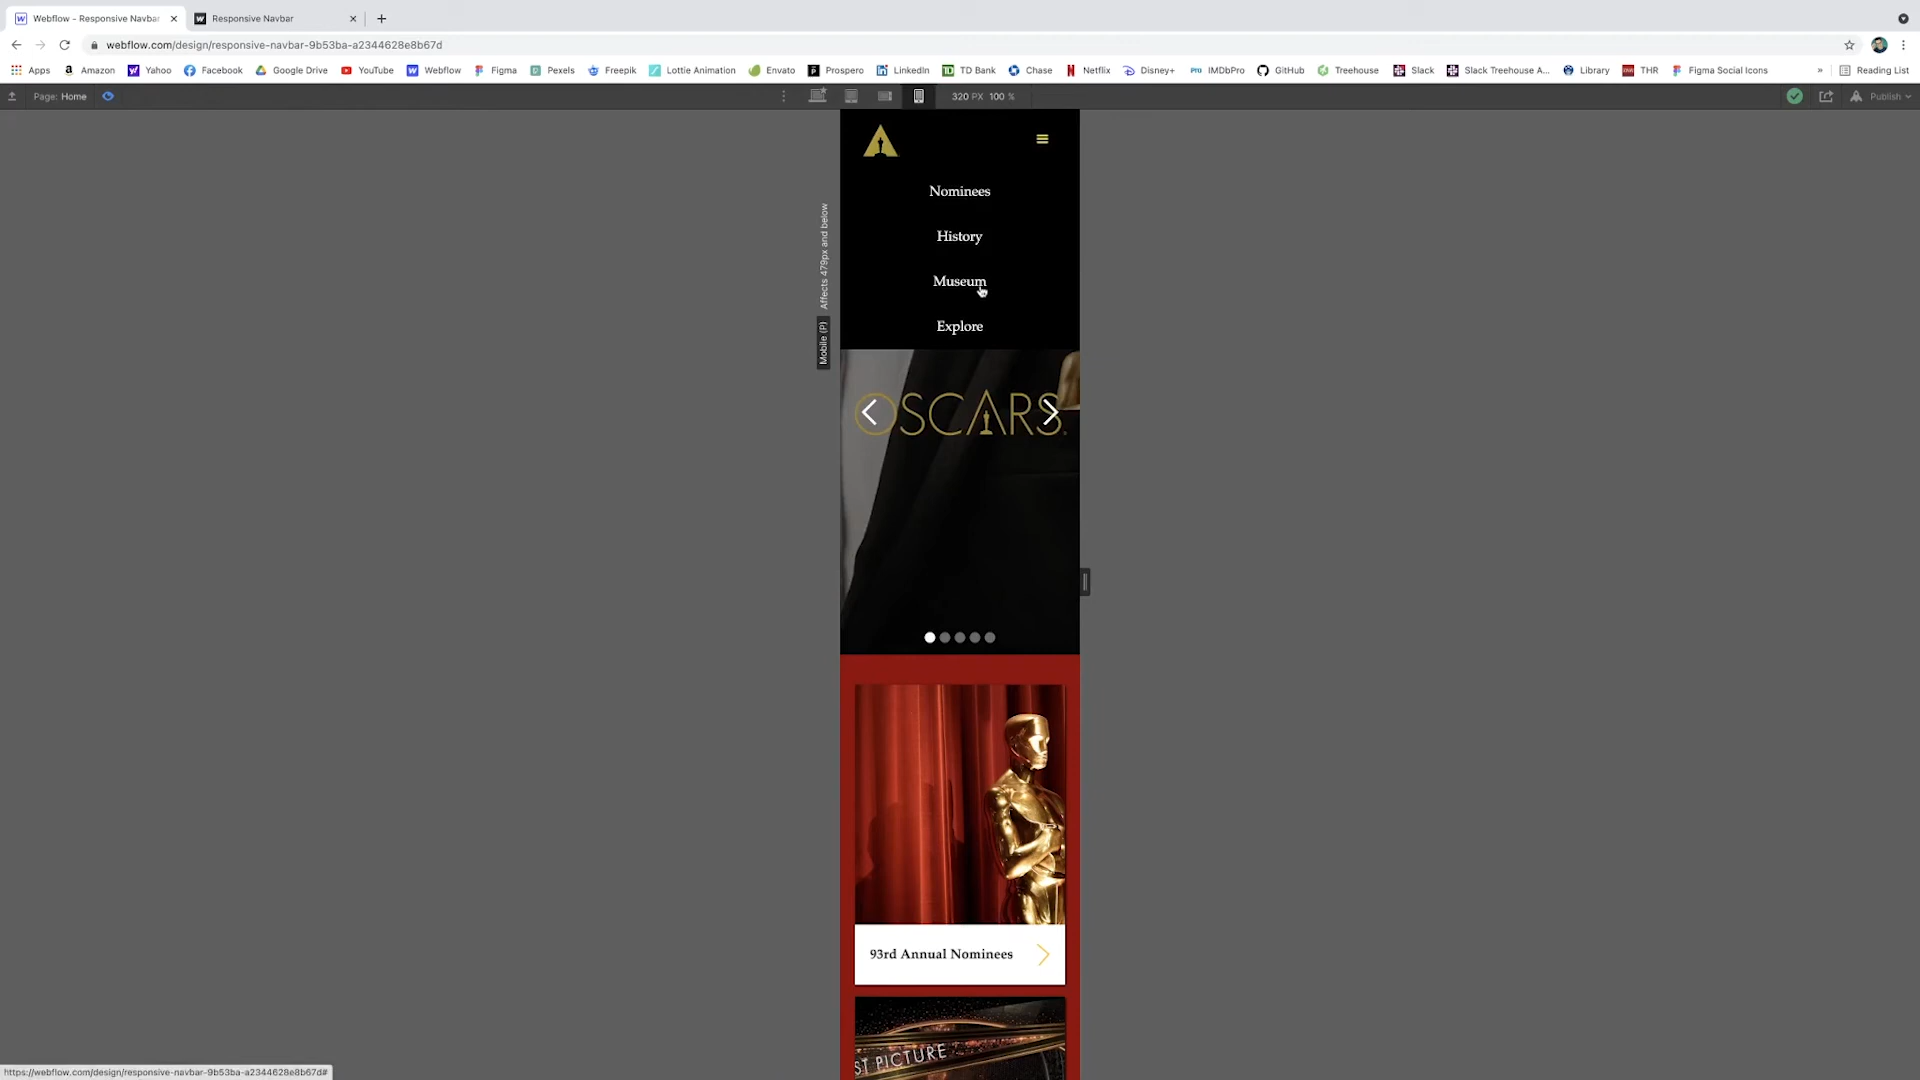 Webflow - Responsive Navbar
Responsive Navbar
webflow.com/design/responsive-navbar-9b53ba-a2344628e8b67d
Apps Amazon Yahoo Facebook Google Drive YouTube Webflow Figma Pexels Freepik Lottie Animation Envato Prospero LinkedIn TD Bank Chase Netflix Disney+ IMDbPro GitHub Treehouse Slack Slack Treehouse A... Library THR Figma Social Icons » Reading List
Page: Home 320 PX 100 % Publish
Nominees
History
Museum
Explore
Mobile (P) Affects 479px and below
OSCARS
93rd Annual Nominees
ST PICTURE
https://webflow.com/design/responsive-navbar-9b53ba-a2344628e8b67d#